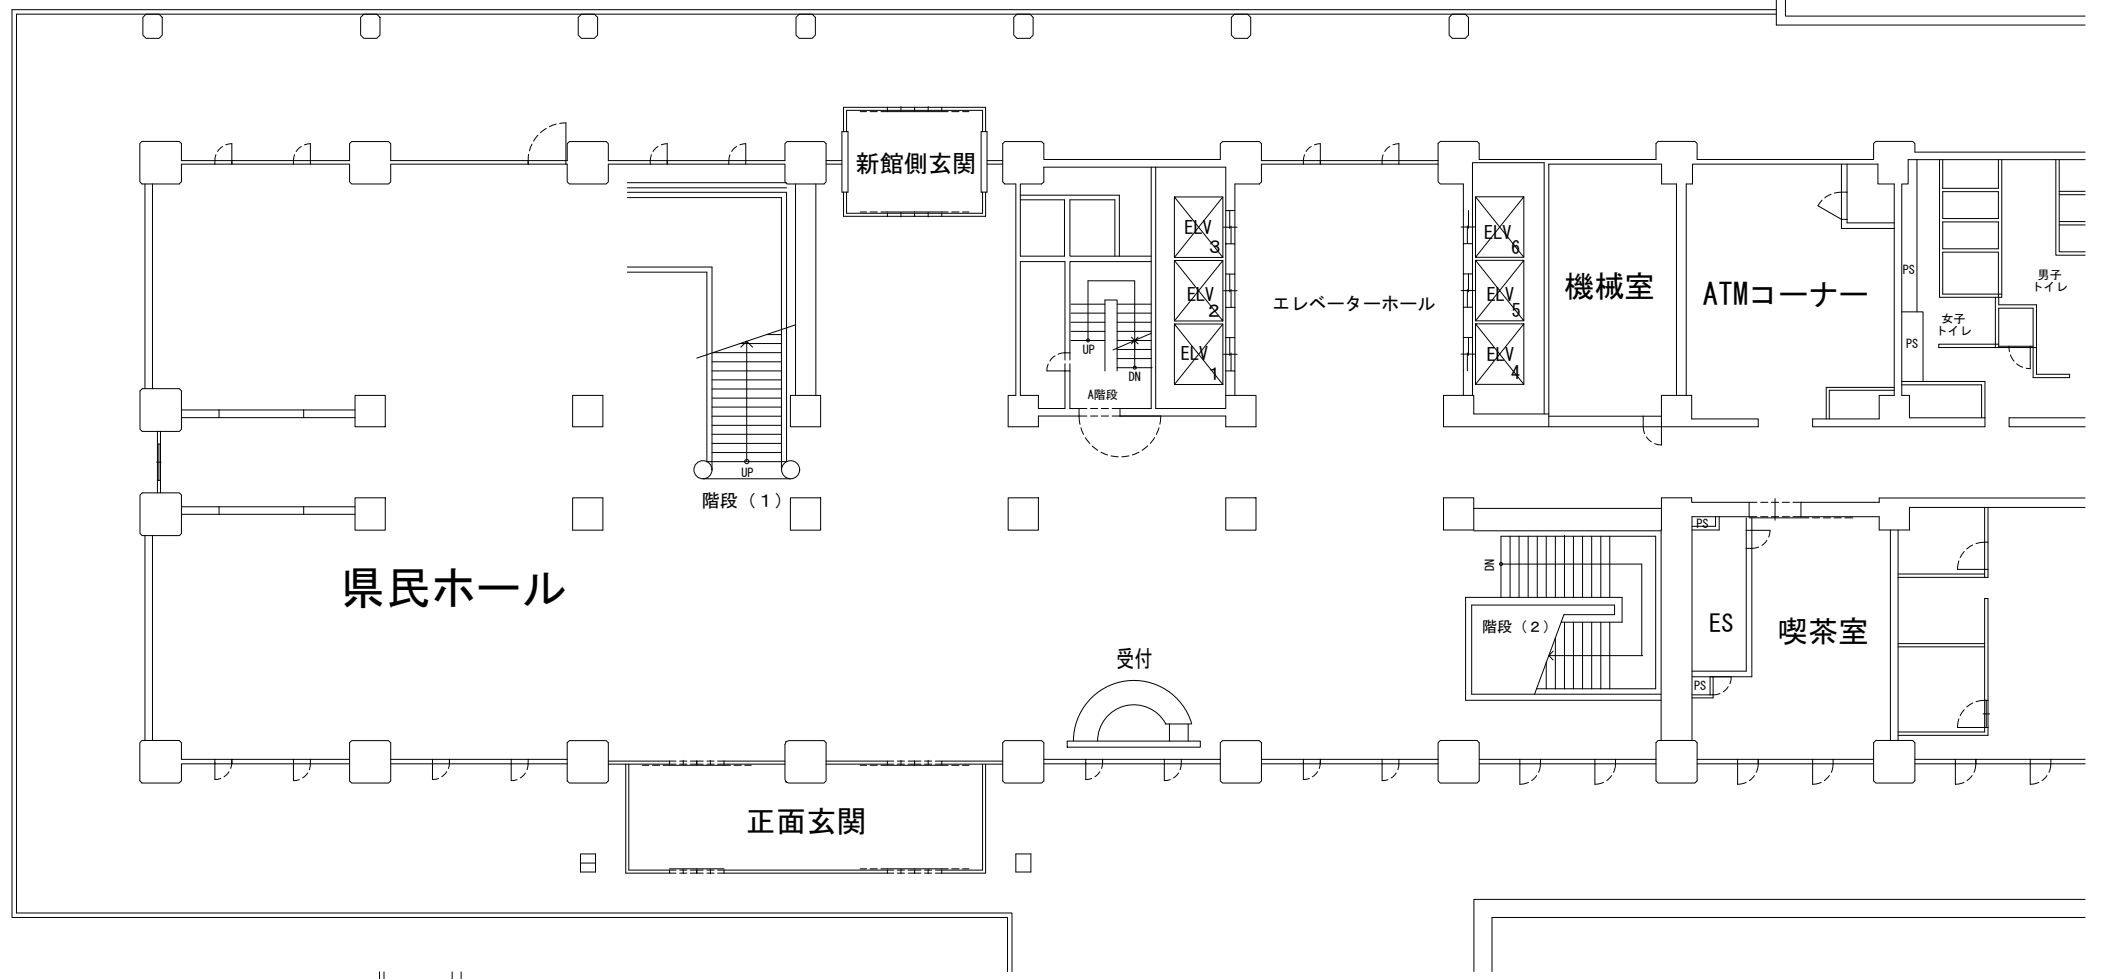 新館側玄関
ELV
3
ELV
6
PS
男子
トイレ
機械室
ATMコーナー
エレベーターホール
ELV
2
ELV
5
女子
トイレ
PS
UP
ELV
1
ELV
4
DN
A階段
UP
階段（１）
PS
DN
県民ホール
階段（２）
ES
喫茶室
受付
PS
正面玄関